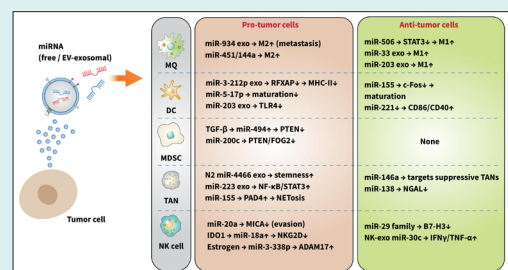 Pro-tumor cells
Anti-tumor cells
miRNA
(free / EV-exosomal)
Tumor cell
MQ
miR-934 exo → M2↑ (metastasis)
miR-451/144a → M2↑
miR-506 → STAT3↓ → M1↑
miR-33 exo → M1↑
miR-203 exo → M1↑
DC
miR-3-212p exo → RFXAP↓ → MHC-II↓
miR-5-17p → maturation↓
miR-203 exo → TLR4↓
miR-155 → c-Fos↓ →
maturation
miR-221↓ → CD86/CD40↑
MDSC
TGF-β → miR-494↑ → PTEN↓
miR-200c → PTEN/FOG2↓
None
TAN
N2 miR-4466 exo → stemness↑
miR-223 exo → NF-κB/STAT3↑
miR-155 → PAD4↑ → NETosis
miR-146a → targets suppressive TANs
miR-138 → NGAL↓
NK cell
miR-20a → MICA↓ (evasion)
IDO1 → miR-18a↑ → NKG2D↓
Estrogen → miR-3-338p → ADAM17↑
miR-29 family → B7-H3↓
NK-exo miR-30c → IFNγ/TNF-α↑